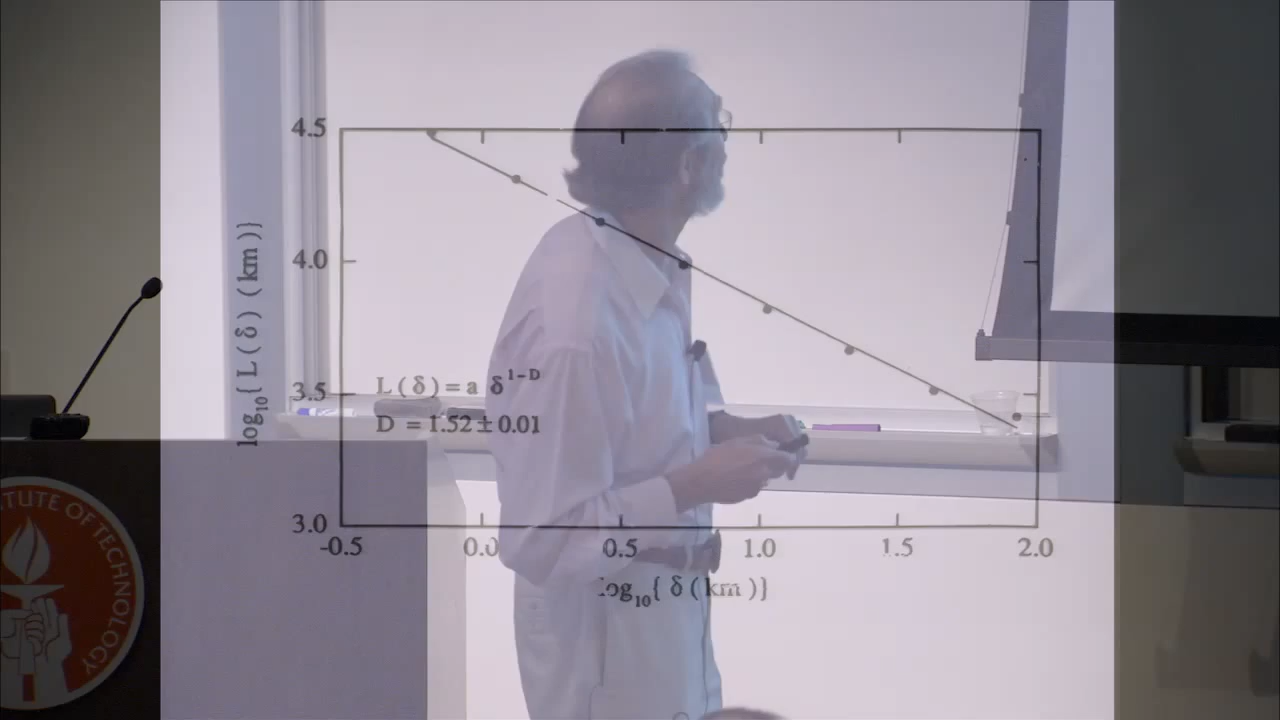 4.5
4.0
3.5
3.0
log10{ L ( δ ) ( km )}
L ( δ ) = a δ^1−D
D = 1.52 ± 0.01
-0.5 0.0 0.5 1.0 1.5 2.0
log10{ δ ( km )}
TUTE OF TECHNOLOGY